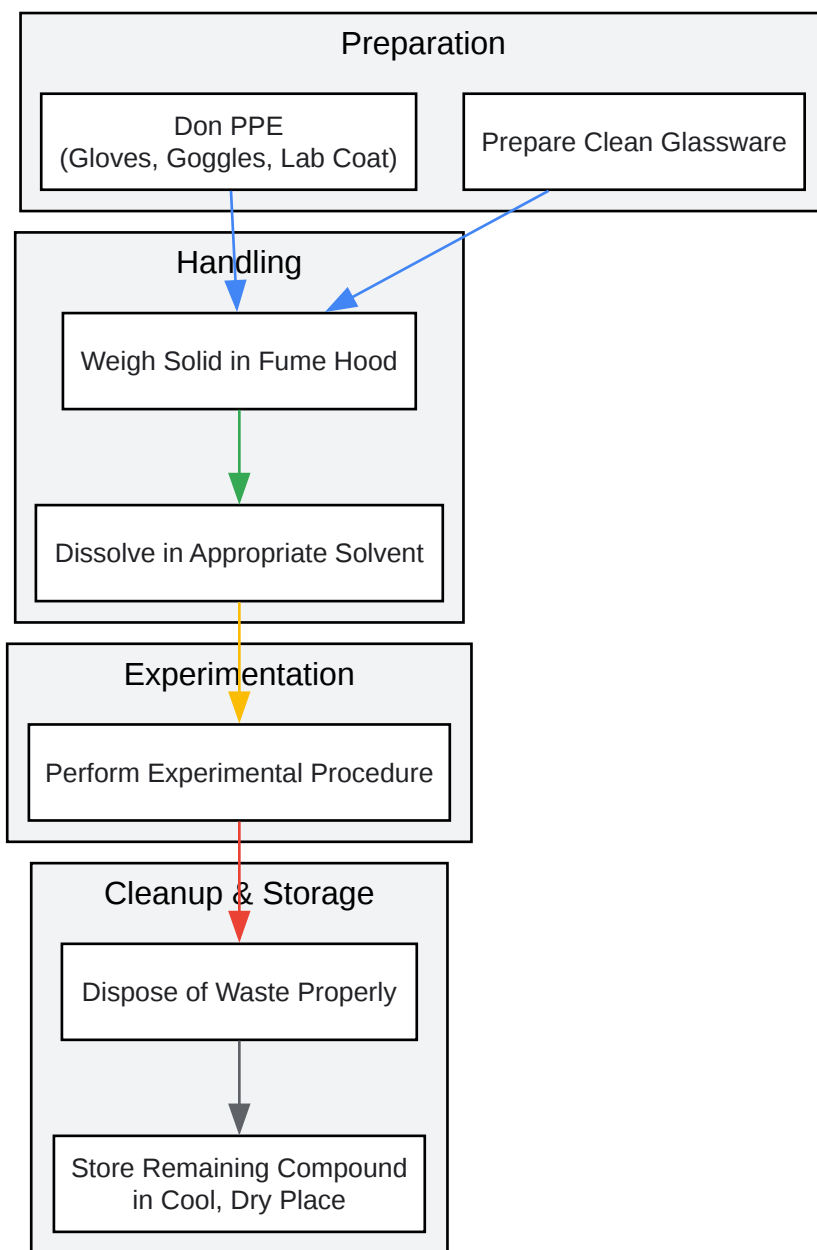 Preparation
Don PPE
(Gloves, Goggles, Lab Coat)
Prepare Clean Glassware
Handling
Weigh Solid in Fume Hood
Dissolve in Appropriate Solvent
Experimentation
Perform Experimental Procedure
Cleanup & Storage
Dispose of Waste Properly
Store Remaining Compound
in Cool, Dry Place